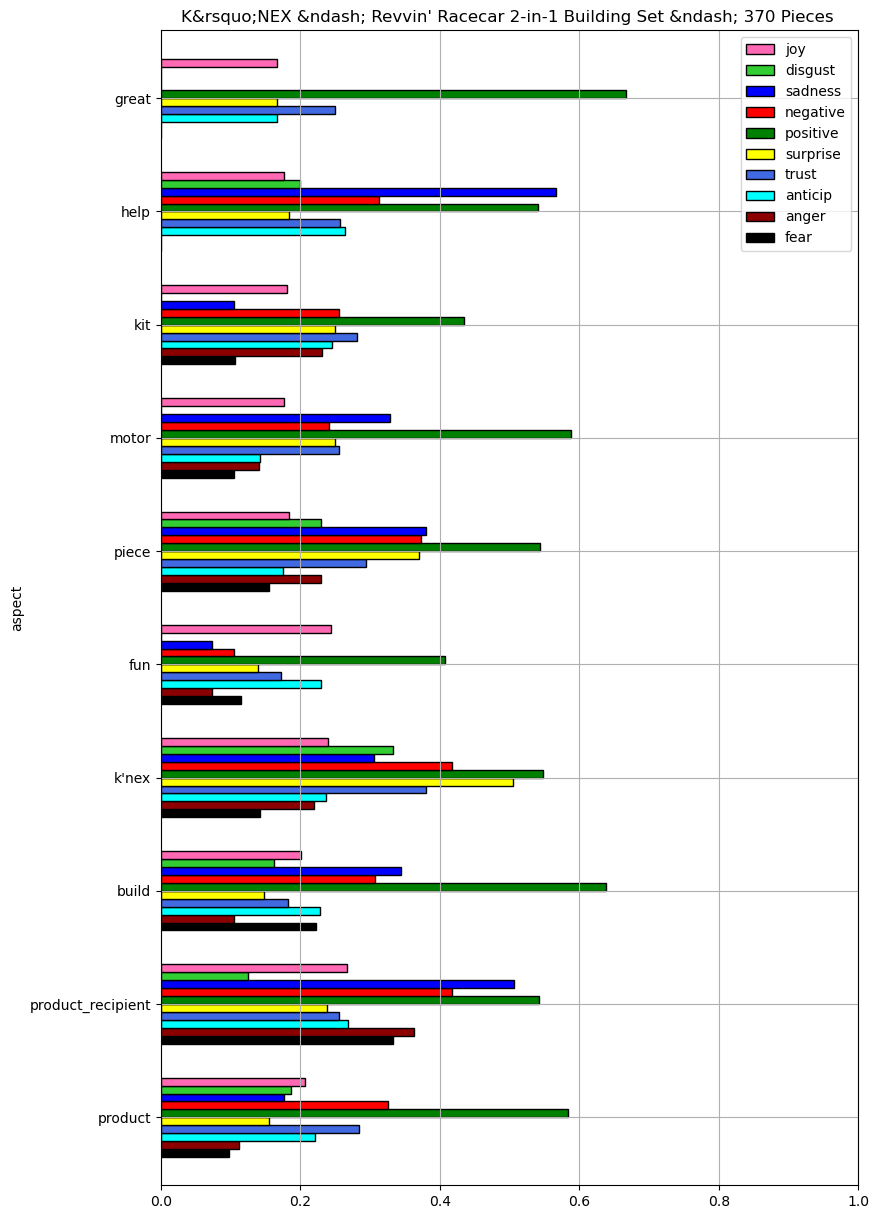 K&rsquo;NEX &ndash; Revvin' Racecar 2-in-1 Building Set &ndash; 370 Pieces
joy
disgust
sadness
negative
positive
surprise
trust
anticip
anger
fear
great
help
kit
motor
piece
fun
k'nex
build
product_recipient
product
aspect
0.0 0.2 0.4 0.6 0.8 1.0